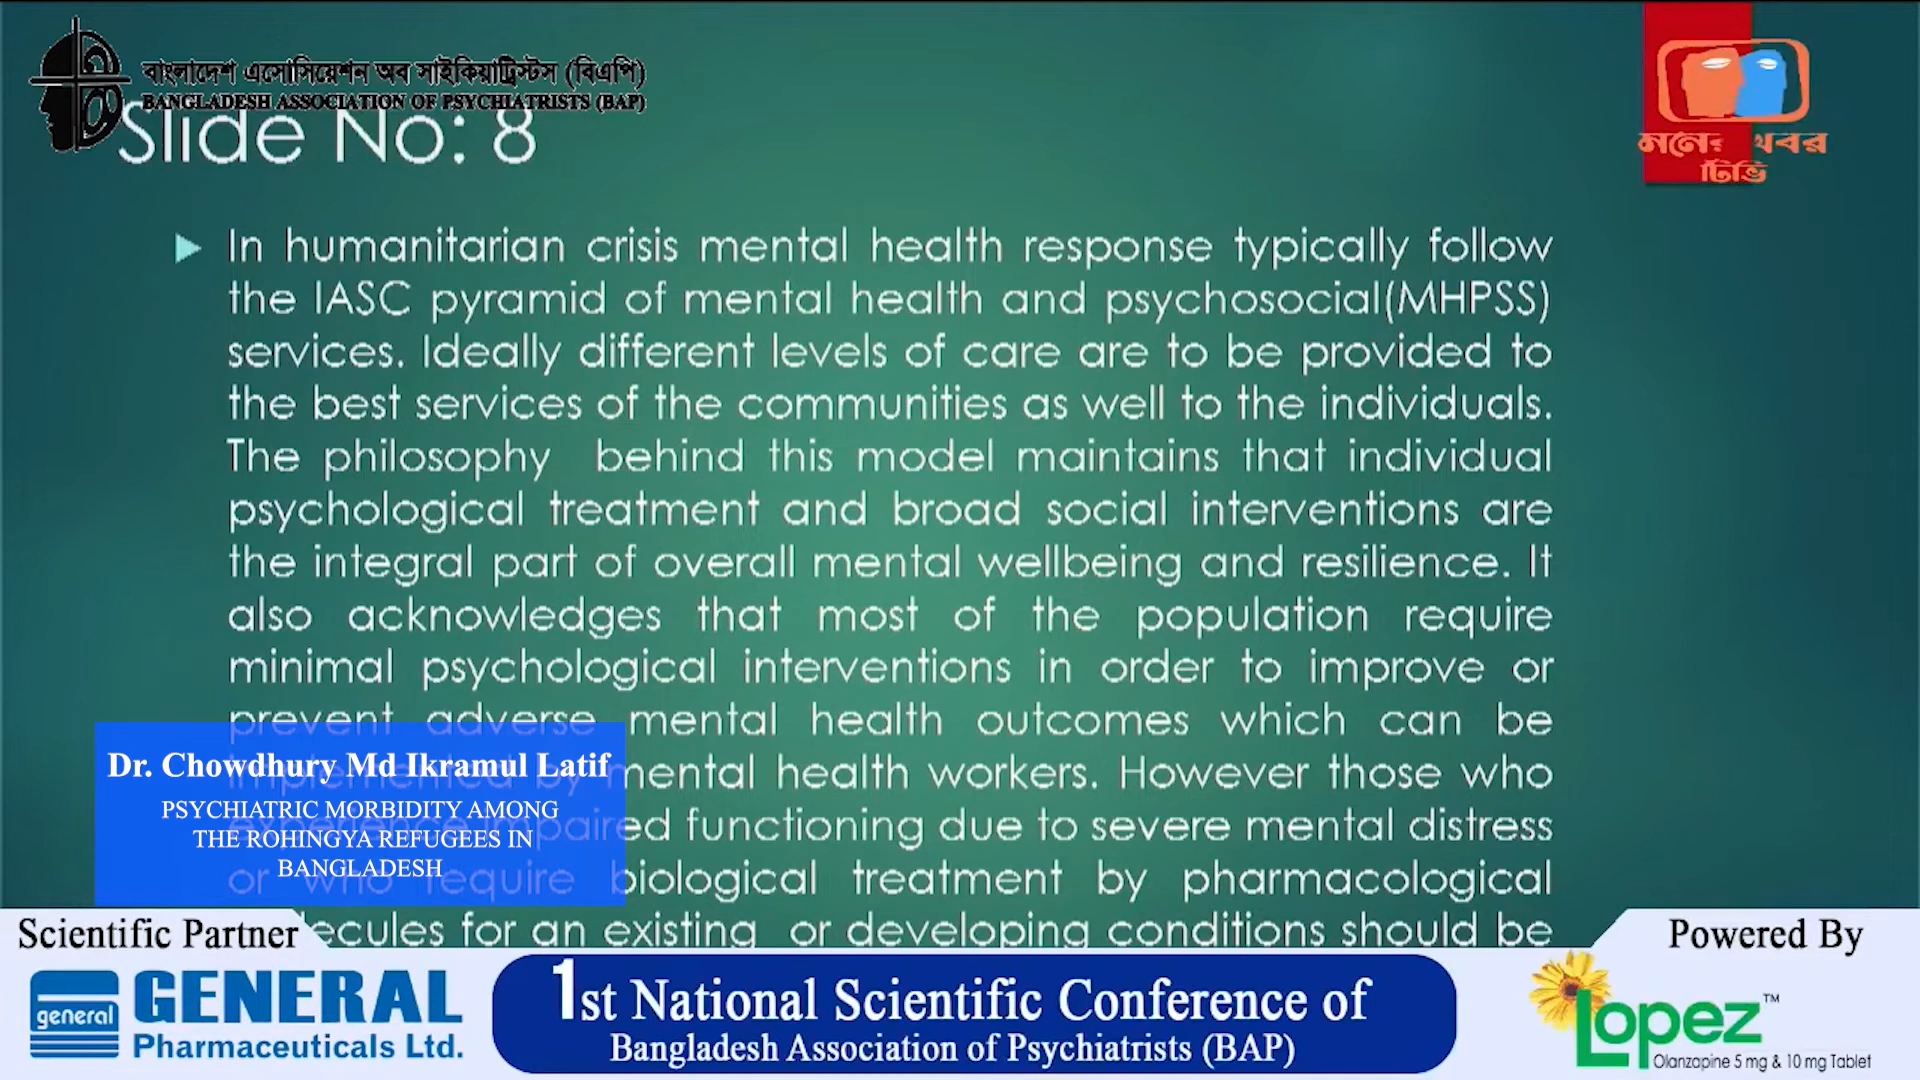 বাংলাদেশ এসোসিয়েশন অব সাইকিয়াট্রিস্টস (বিএপি)
BANGLADESH ASSOCIATION OF PSYCHIATRISTS (BAP)
Slide No: 8
মনের খবর
টিভি
In humanitarian crisis mental health response typically follow
the IASC pyramid of mental health and psychosocial(MHPSS)
services. Ideally different levels of care are to be provided to
the best services of the communities as well to the individuals.
The philosophy behind this model maintains that individual
psychological treatment and broad social interventions are
the integral part of overall mental wellbeing and resilience. It
also acknowledges that most of the population require
minimal psychological interventions in order to improve or
prevent adverse mental health outcomes which can be
implemented by mental health workers. However those who
experience impaired functioning due to severe mental distress
or who require biological treatment by pharmacological
ecules for an existing or developing conditions should be
Dr. Chowdhury Md Ikramul Latif
PSYCHIATRIC MORBIDITY AMONG
THE ROHINGYA REFUGEES IN
BANGLADESH
Scientific Partner
general
GENERAL
Pharmaceuticals Ltd.
1st National Scientific Conference of
Bangladesh Association of Psychiatrists (BAP)
Powered By
Lopez™
Olanzapine 5 mg & 10 mg Tablet